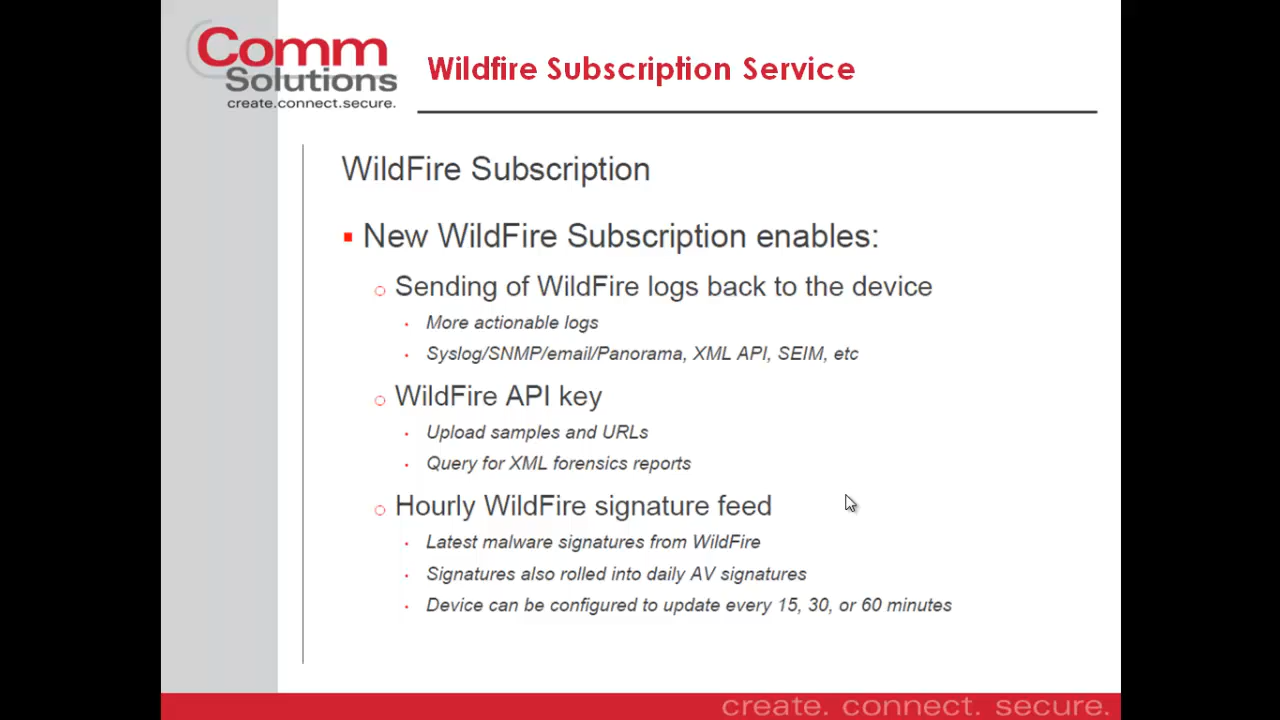 Comm
Solutions
create.connect.secure.
Wildfire Subscription Service
WildFire Subscription
New WildFire Subscription enables:
Sending of WildFire logs back to the device
More actionable logs
Syslog/SNMP/email/Panorama, XML API, SEIM, etc
WildFire API key
Upload samples and URLs
Query for XML forensics reports
Hourly WildFire signature feed
Latest malware signatures from WildFire
Signatures also rolled into daily AV signatures
Device can be configured to update every 15, 30, or 60 minutes
create. connect. secure.